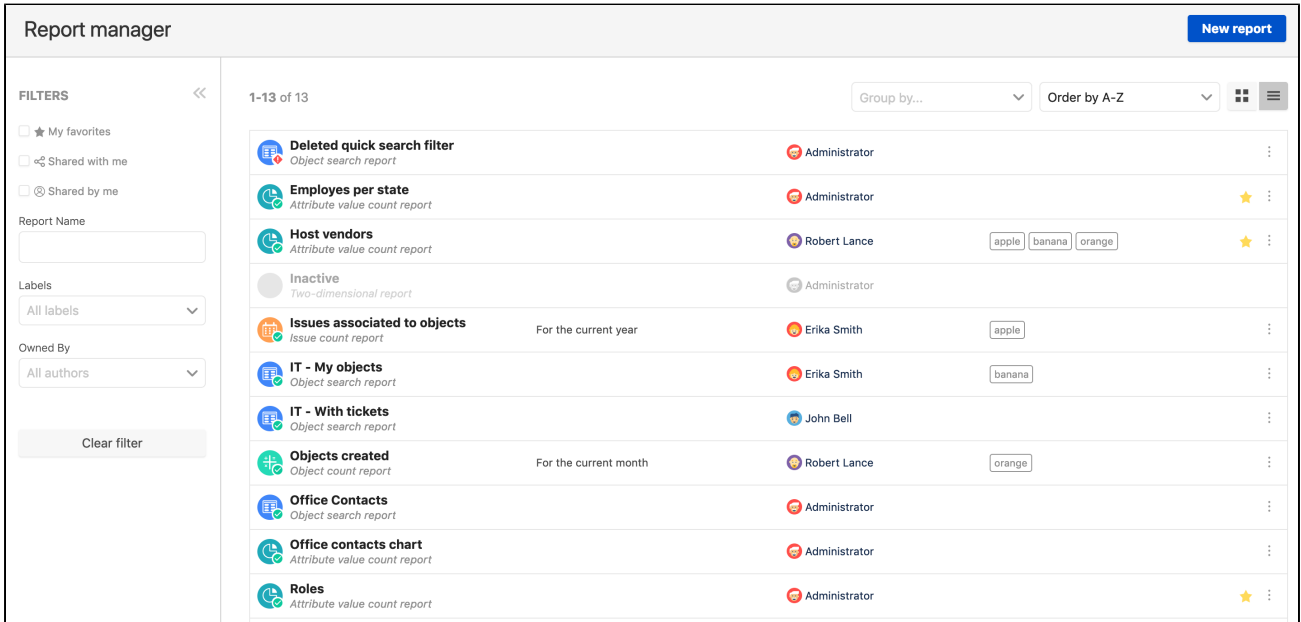 Report manager
New report
FILTERS
My favorites
Shared with me
Shared by me
Report Name
Labels
All labels
Owned By
All authors
Clear filter
1-13 of 13
Group by...
Order by A-Z
Deleted quick search filter
Object search report
Administrator
Employes per state
Attribute value count report
Administrator
Host vendors
Attribute value count report
Robert Lance
apple banana orange
Inactive
Two-dimensional report
Administrator
Issues associated to objects
Issue count report
For the current year
Erika Smith
apple
IT - My objects
Object search report
Erika Smith
banana
IT - With tickets
Object search report
John Bell
Objects created
Object count report
For the current month
Robert Lance
orange
Office Contacts
Object search report
Administrator
Office contacts chart
Attribute value count report
Administrator
Roles
Attribute value count report
Administrator